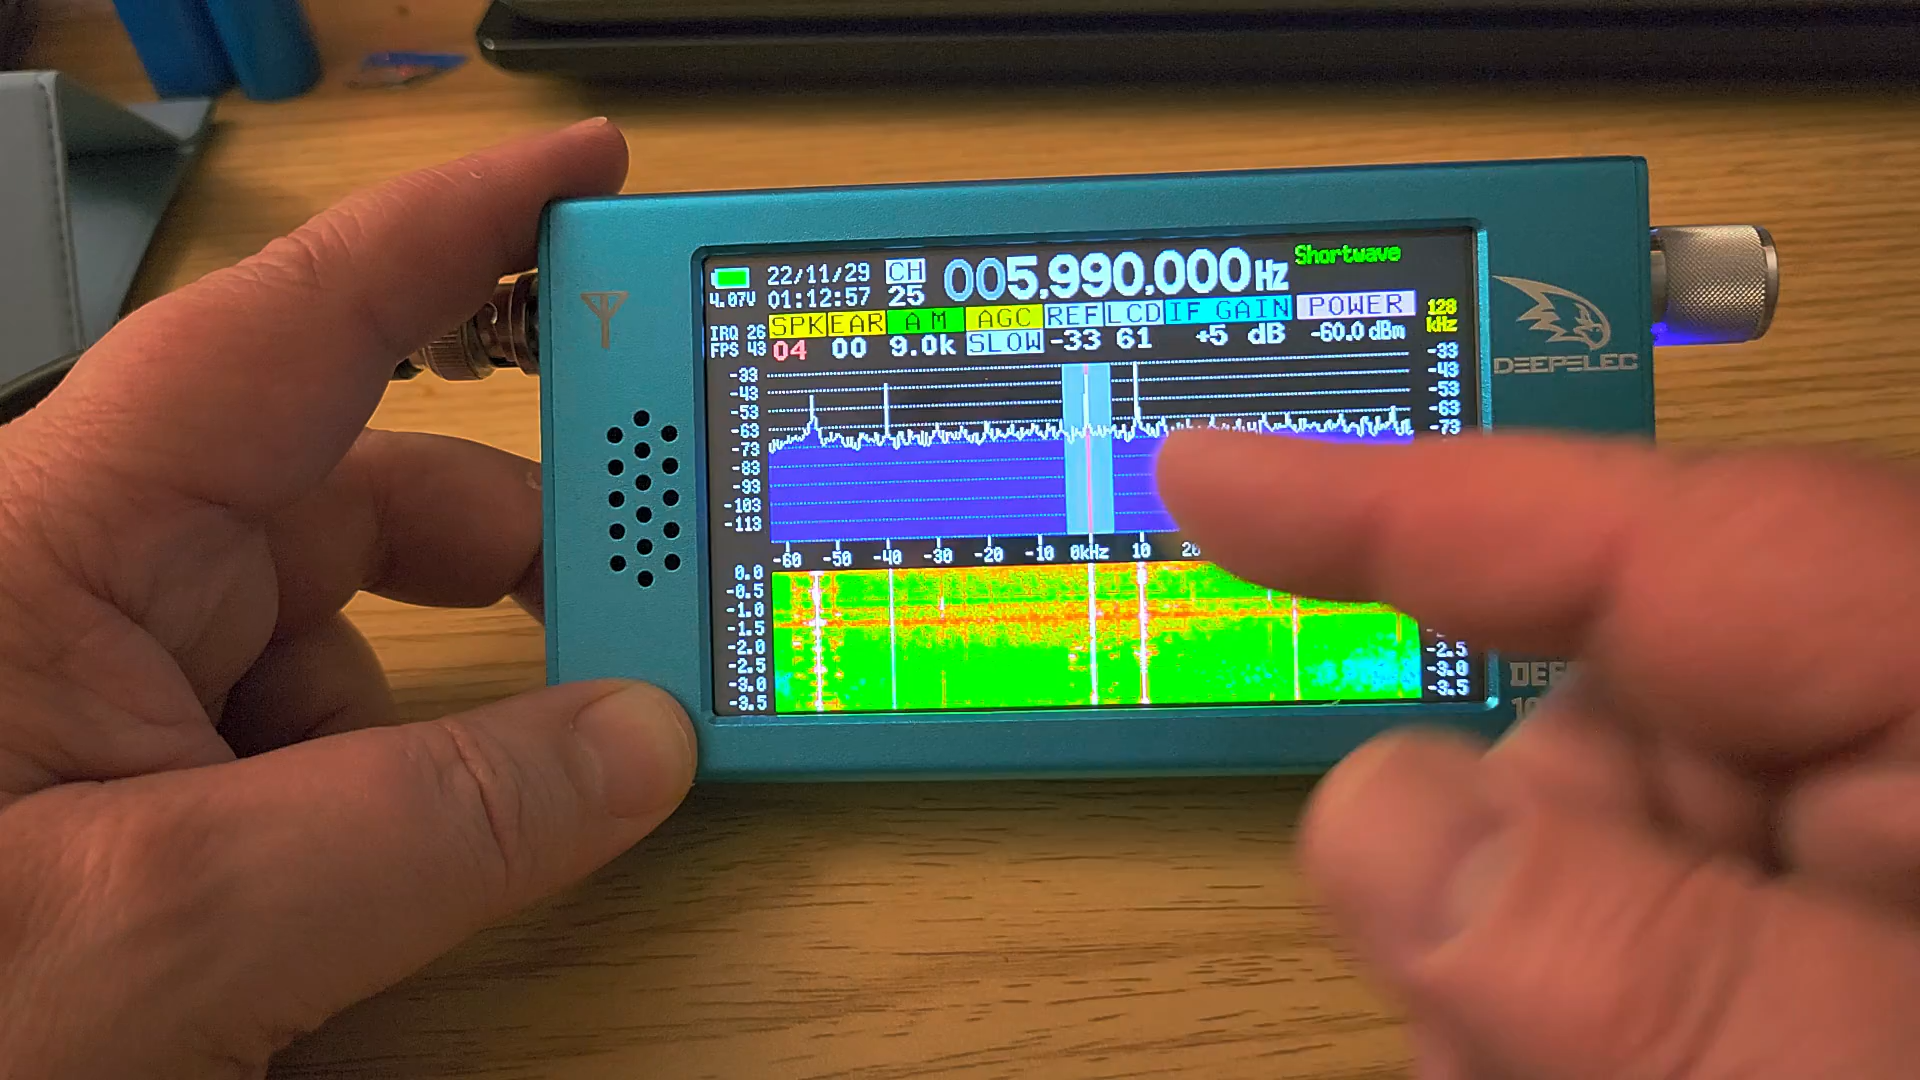 22/11/29 CH 005,990,000Hz Shortwave
4.07V 01:12:57 25
SPK EAR AM AGC REF LCD IF GAIN POWER 128
IRQ 26 kHz
FPS 43 04 00 9.0k SLOW -33 61 +5 dB -60.0 dBm
-33 -33
-43 -43
-53 -53
-63 -63
-73 -73
-83
-93
-103
-113
-60 -50 -40 -30 -20 -10 0kHz 10
0.0
-0.5
-1.0
-1.5
-2.0 -2.5
-2.5 -3.0
-3.0 -3.5
-3.5
DEEPELEC